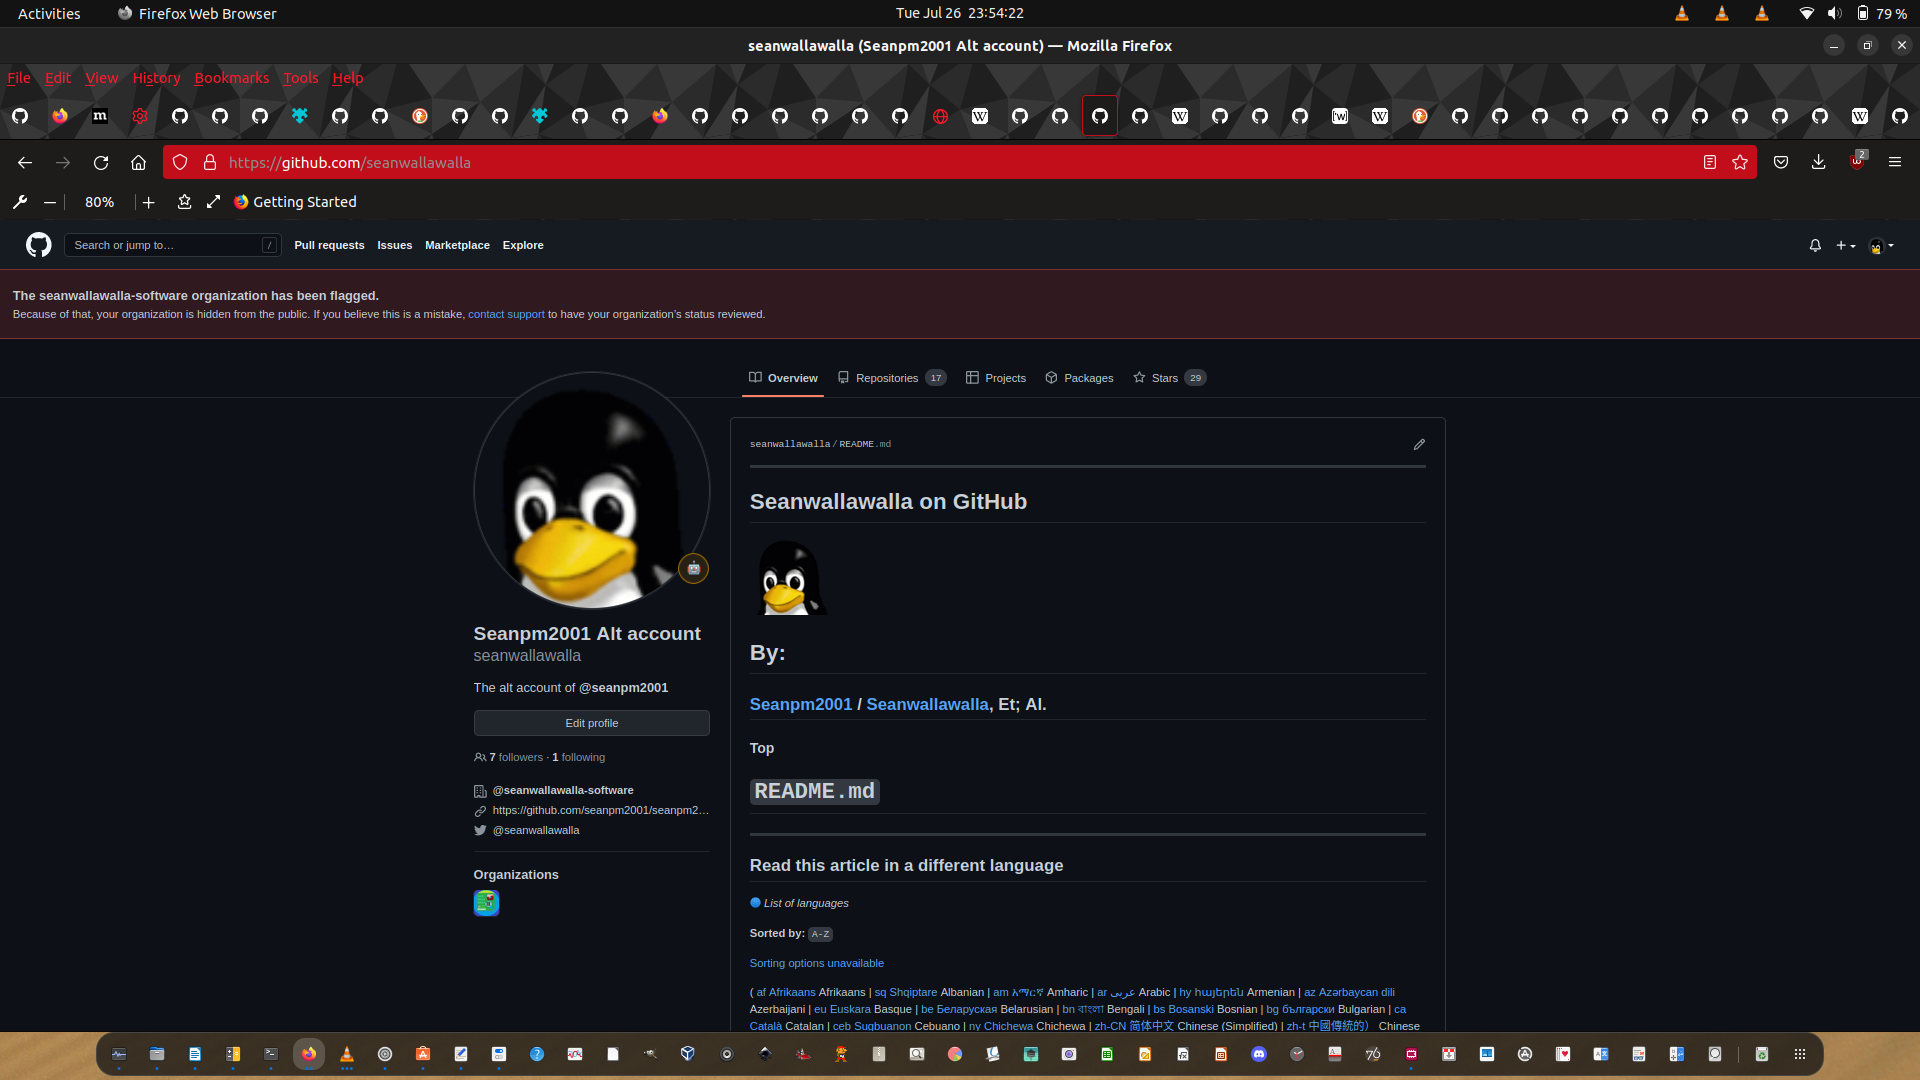 Activities Firefox Web Browser Tue Jul 26 23:54:22 79 %
seanwallawalla (Seanpm2001 Alt account) — Mozilla Firefox
File Edit View History Bookmarks Tools Help
https://github.com/seanwallawalla 2
80% Getting Started
Search or jump to… / Pull requests Issues Marketplace Explore
The seanwallawalla-software organization has been flagged.
Because of that, your organization is hidden from the public. If you believe this is a mistake, contact support to have your organization's status reviewed.
Overview Repositories 17 Projects Packages Stars 29
Seanpm2001 Alt account
seanwallawalla
The alt account of @seanpm2001
Edit profile
7 followers · 1 following
@seanwallawalla-software
https://github.com/seanpm2001/seanpm2…
@seanwallawalla
Organizations
seanwallawalla / README.md
Seanwallawalla on GitHub
By:
Seanpm2001 / Seanwallawalla, Et; Al.
Top
README.md
Read this article in a different language
List of languages
Sorted by: A-Z
Sorting options unavailable
( af Afrikaans Afrikaans | sq Shqiptare Albanian | am አማርኛ Amharic | ar عربى Arabic | hy հայերեն Armenian | az Azərbaycan dili
Azerbaijani | eu Euskara Basque | be Беларуская Belarusian | bn বাংলা Bengali | bs Bosanski Bosnian | bg български Bulgarian | ca
Català Catalan | ceb Sugbuanon Cebuano | ny Chichewa Chichewa | zh-CN 简体中文 Chinese (Simplified) | zh-t 中國傳統的） Chinese